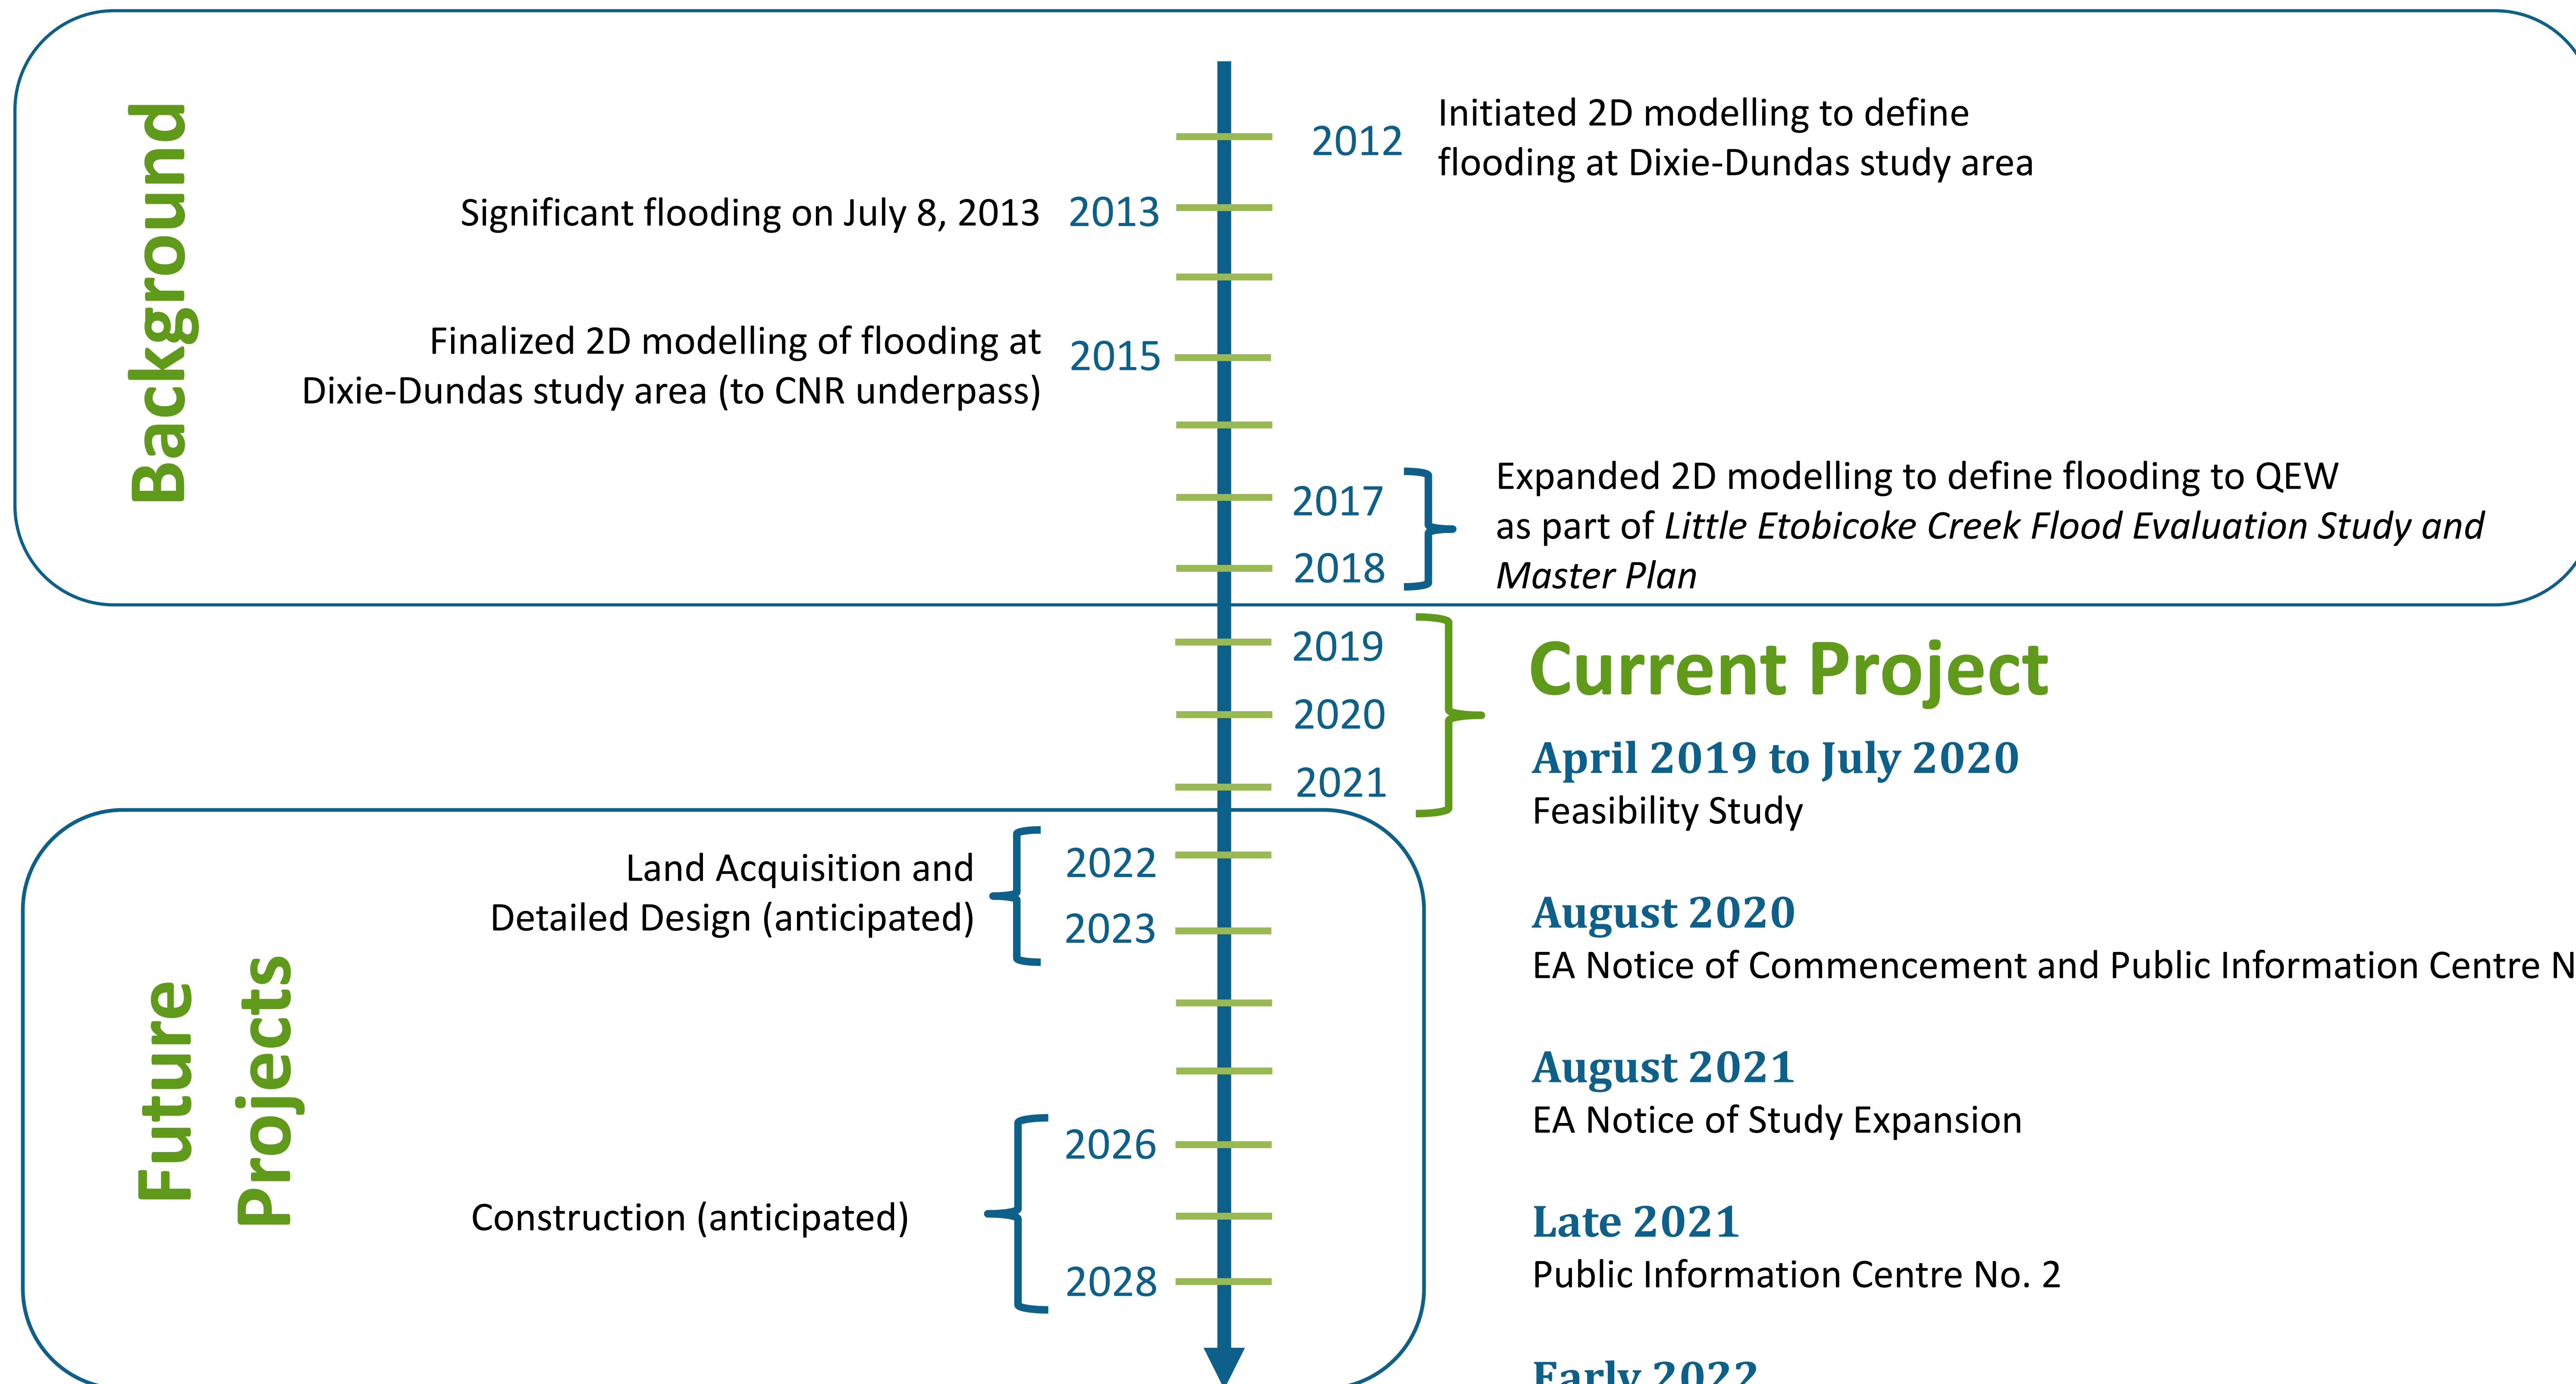 Background
2012
Initiated 2D modelling to define
flooding at Dixie-Dundas study area
Significant flooding on July 8, 2013
2013
Finalized 2D modelling of flooding at
Dixie-Dundas study area (to CNR underpass)
2015
2017
2018
Expanded 2D modelling to define flooding to QEW
as part of Little Etobicoke Creek Flood Evaluation Study and
Master Plan
2019
2020
2021
Current Project
April 2019 to July 2020
Feasibility Study
August 2020
EA Notice of Commencement and Public Information Centre
August 2021
EA Notice of Study Expansion
Late 2021
Public Information Centre No. 2
Early 2022
Future
Projects
Land Acquisition and
Detailed Design (anticipated)
2022
2023
Construction (anticipated)
2026
2028